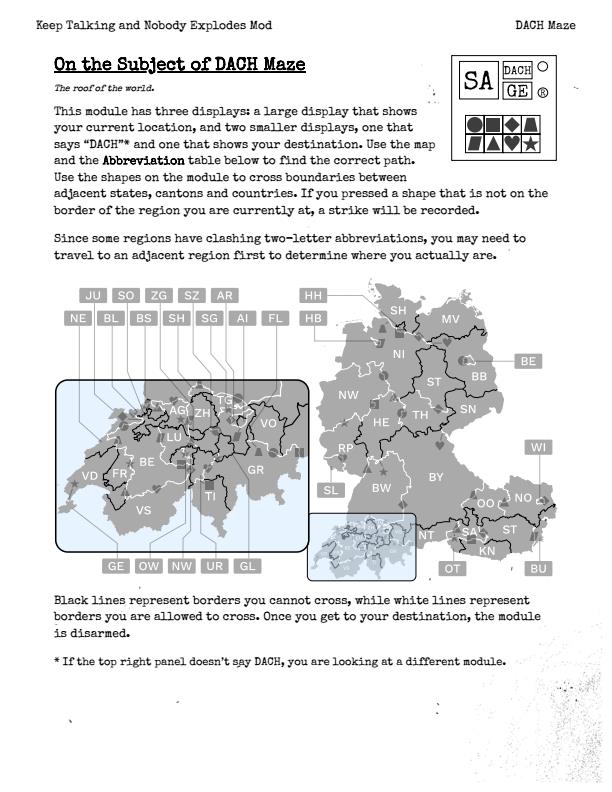 Keep Talking and Nobody Explodes Mod DACH Maze
On the Subject of DACH Maze
The roof of the world.
SA DACH
GE ®
This module has three displays: a large display that shows
your current location, and two smaller displays, one that
says “DACH”* and one that shows your destination. Use the map
and the Abbreviation table below to find the correct path.
Use the shapes on the module to cross boundaries between
adjacent states, cantons and countries. If you pressed a shape that is not on the
border of the region you are currently at, a strike will be recorded.
Since some regions have clashing two-letter abbreviations, you may need to
travel to an adjacent region first to determine where you actually are.
JU SO ZG SZ AR HH
NE BL BS SH SG AI FL HB
SH MV
NI BE
ST BB
NW SN
HE TH
RP
SL
BW BY
WI
OO NO
NT SA ST
KN
OT BU
AG ZH TG VO
LU
BE GR
VD FR
VS TI
GE OW NW UR GL
Black lines represent borders you cannot cross, while white lines represent
borders you are allowed to cross. Once you get to your destination, the module
is disarmed.
* If the top right panel doesn’t say DACH, you are looking at a different module.